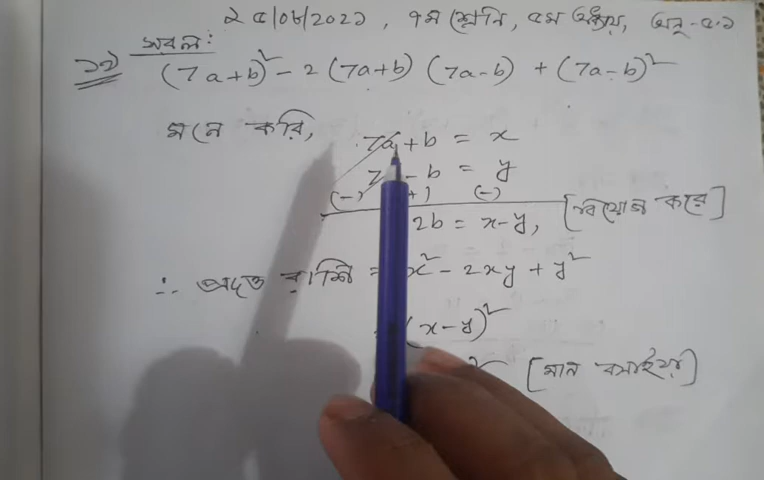 ২৫/০৮/২০২১, ৭ম শ্রেনি, ৫ম অধ্যায়, অনু-৫.১
সরল:
১৭) (7a+b)² - 2 (7a+b) (7a-b) + (7a-b)²
মনে করি, 7a+b = x
7 - b = y
(-) (-)
2b = x-y, [বিয়োগ করে]
∴ প্রদত্ত রাশি = x² - 2xy + y²
(x-y)²
[মান বসাইয়া]